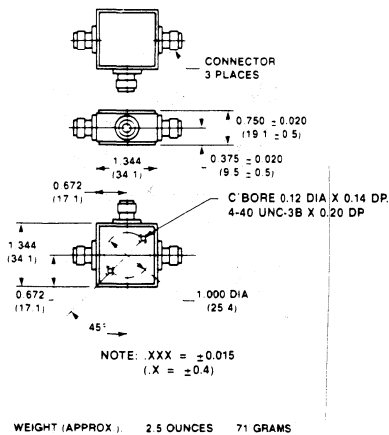 CONNECTOR
3 PLACES
0.750 ± 0.020
(19.1 ± 0.5)
1.344
(34.1)
0.375 ± 0.020
(9.5 ± 0.5)
0.672
(17.1)
C'BORE 0.12 DIA X 0.14 DP.
4-40 UNC-3B X 0.20 DP
1.344
(34.1)
0.672
(17.1)
1.000 DIA
(25.4)
45°
NOTE: .XXX = ±0.015
(.X = ±0.4)
WEIGHT (APPROX.): 2.5 OUNCES 71 GRAMS